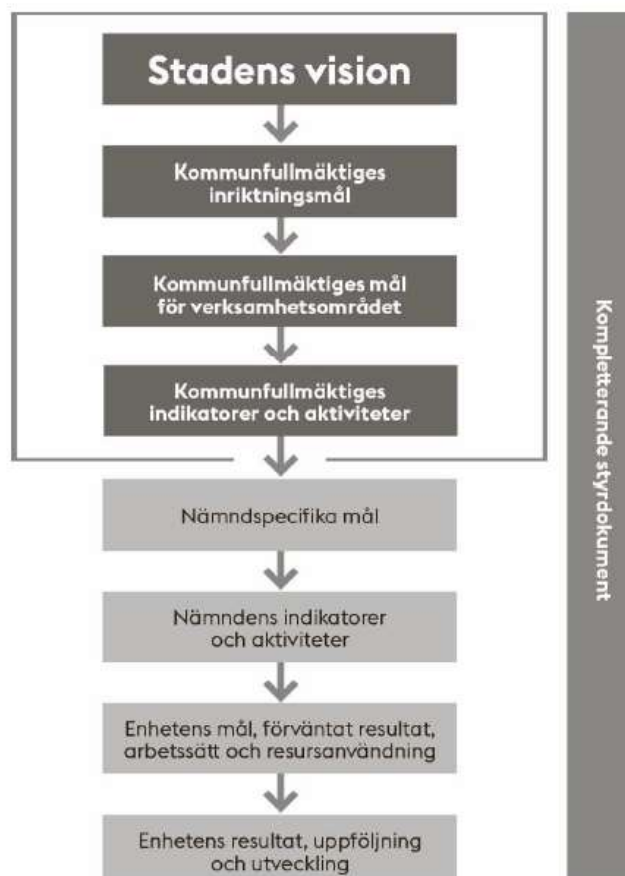 Stadens vision
Kommunfullmäktiges
inriktningsmål
Kommunfullmäktiges mål
för verksamhetsområdet
Kommunfullmäktiges
indikatorer och aktiviteter
Nämndspecifika mål
Nämndens indikatorer
och aktiviteter
Enhetens mål, förväntat resultat,
arbetssätt och resursanvändning
Enhetens resultat, uppföljning
och utveckling
Kompletterande styrdokument